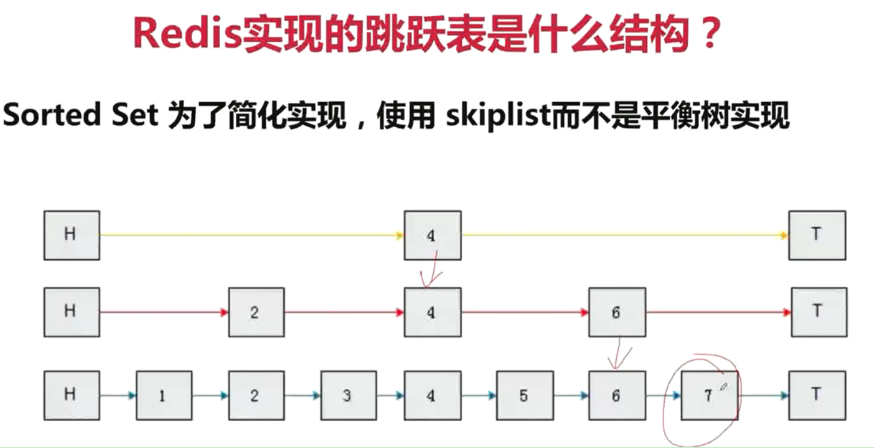 Redis实现的跳跃表是什么结构？
Sorted Set 为了简化实现，使用 skiplist而不是平衡树实现
H 4 T
H 2 4 6 T
H 1 2 3 4 5 6 7 T